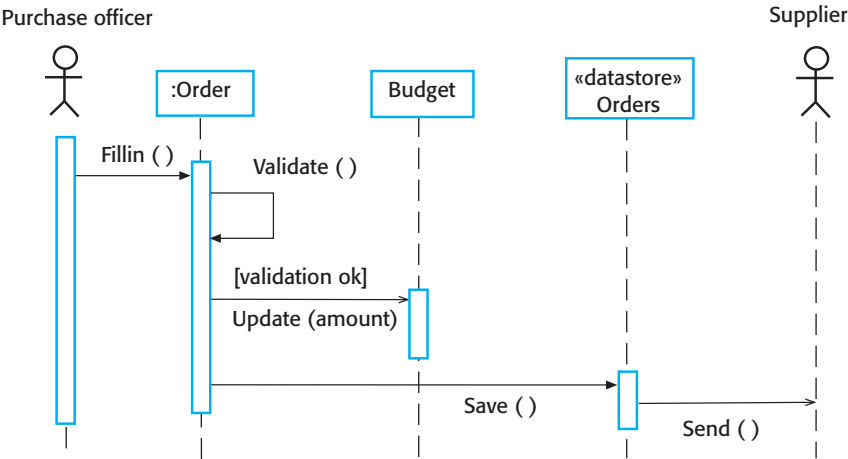 Purchase officer
Supplier
:Order
Budget
«datastore»
Orders
Fillin ( )
Validate ( )
[validation ok]
Update (amount)
Save ( )
Send ( )